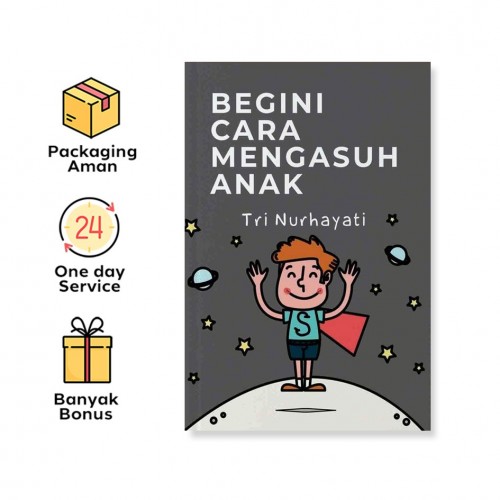 Packaging
Aman
24
One day
Service
Banyak
Bonus
BEGINI
CARA
MENGASUH
ANAK
Tri Nurhayati
S